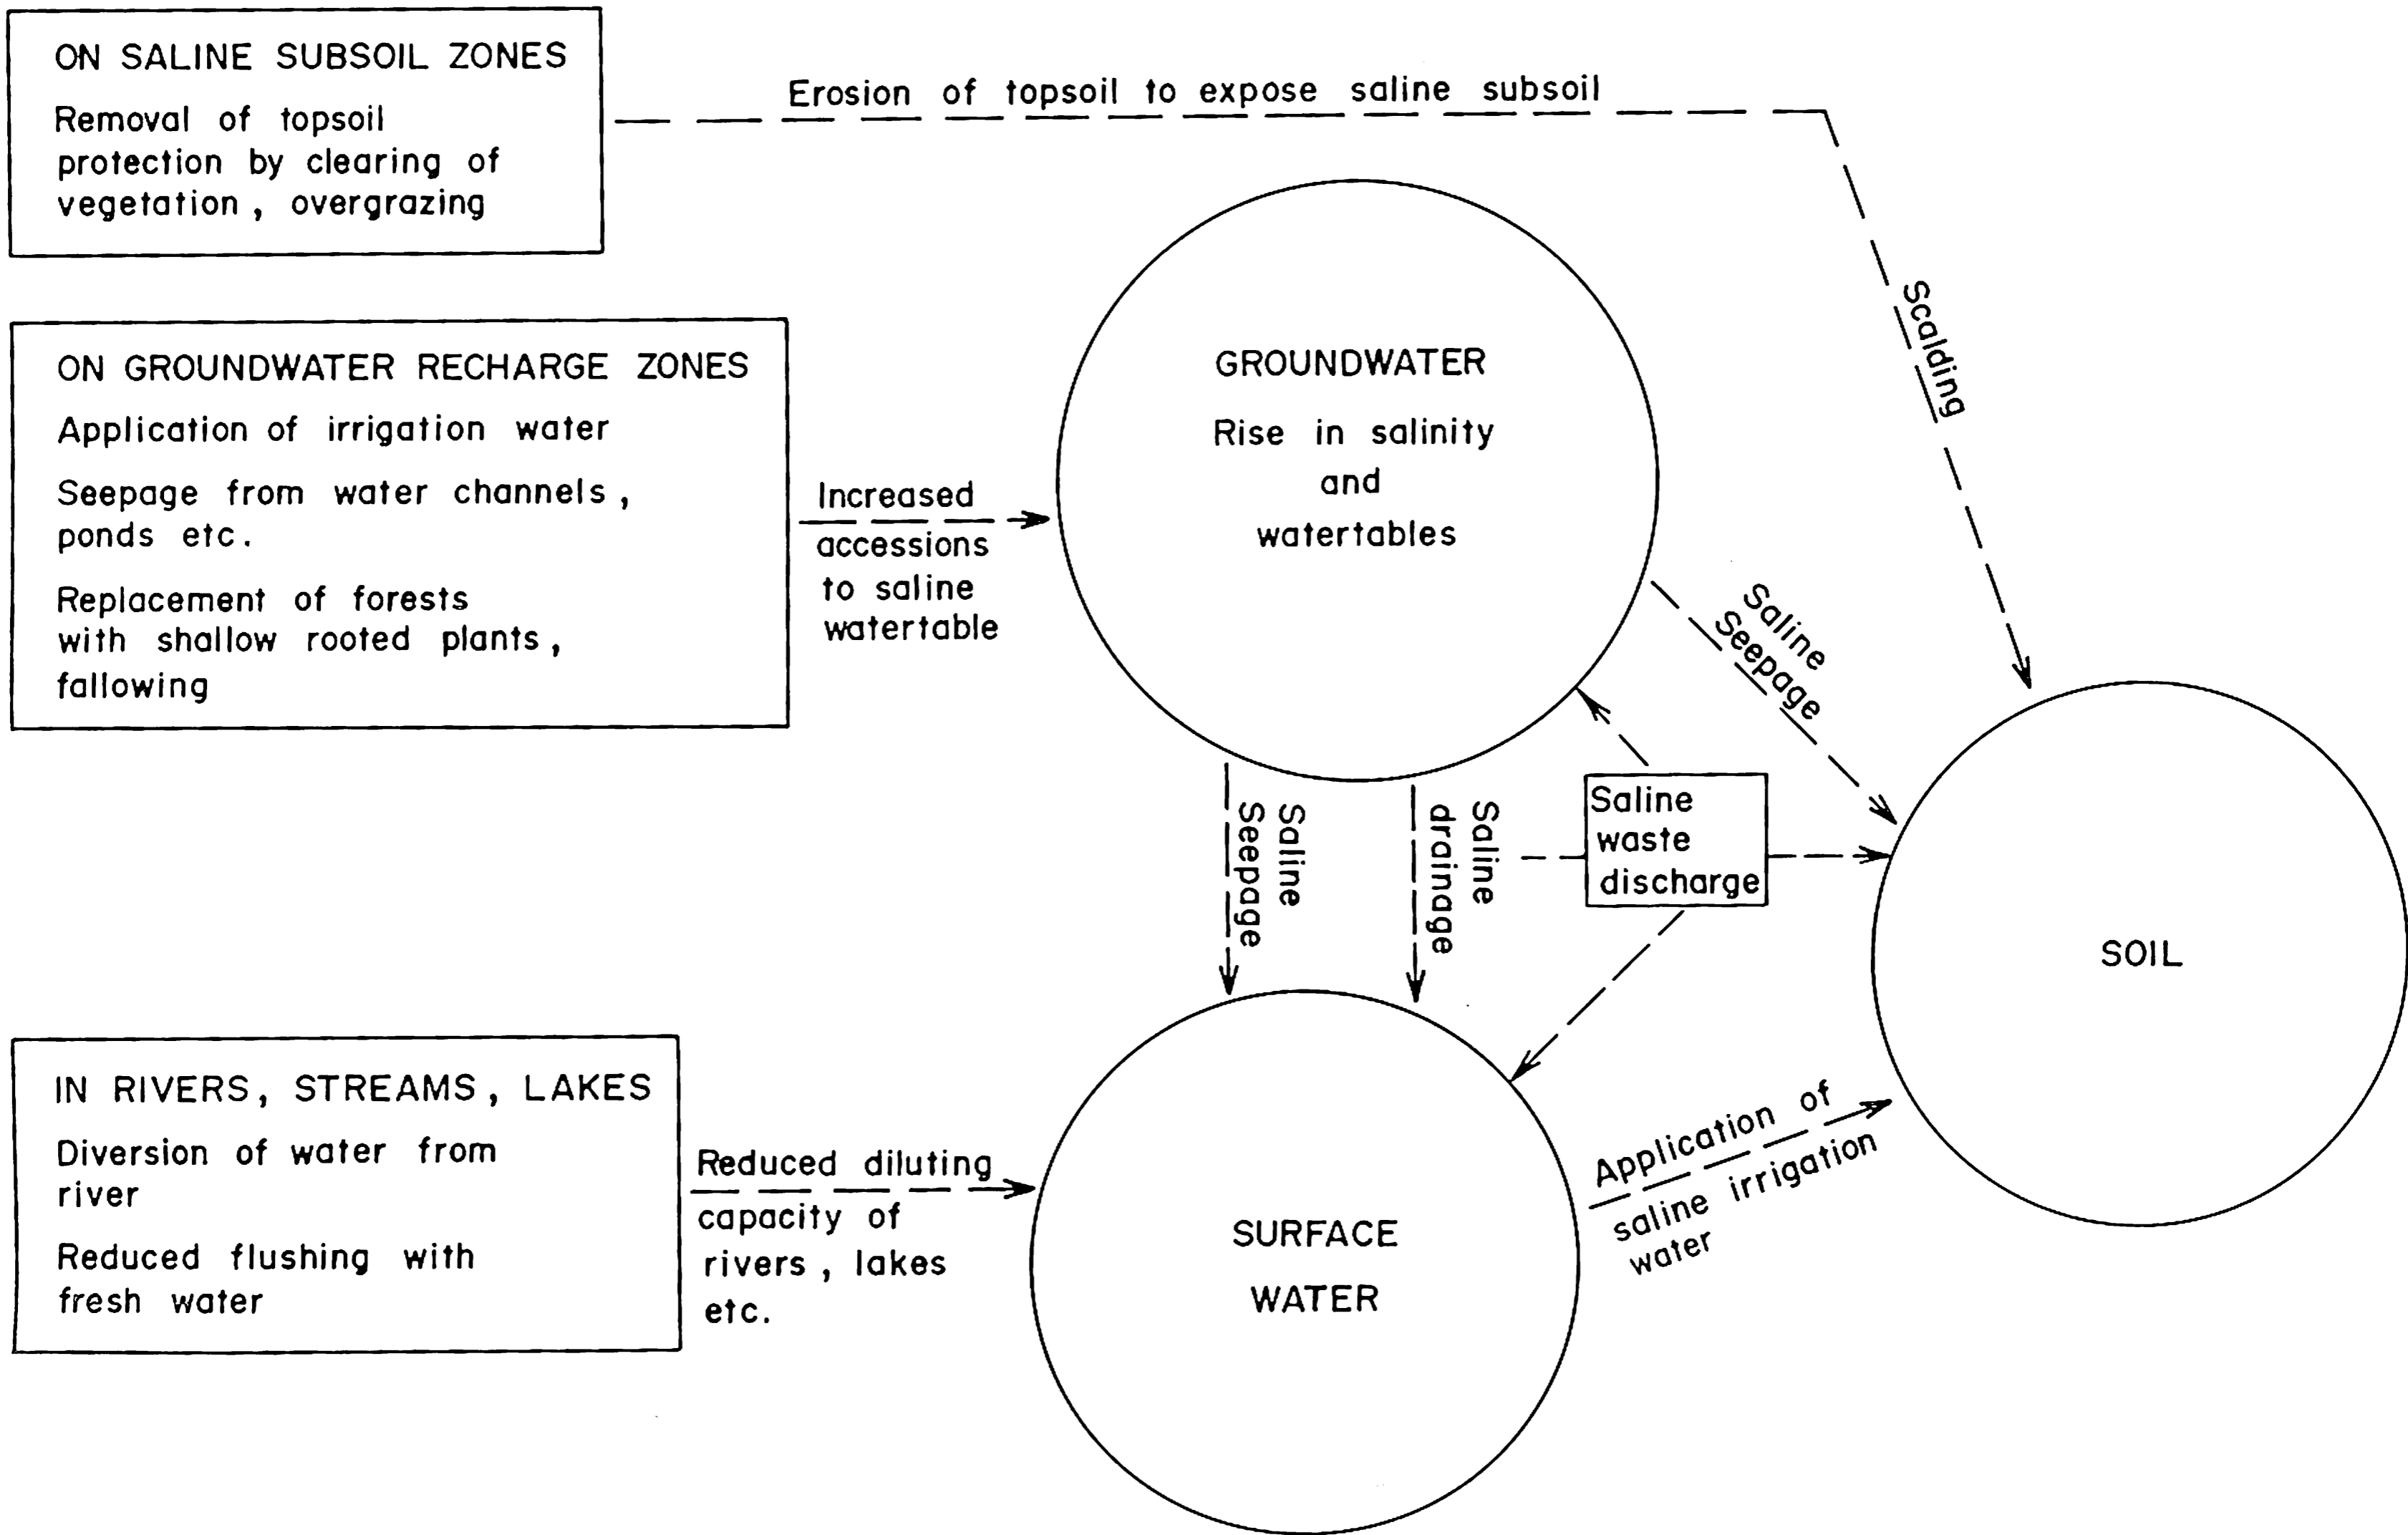 ON SALINE SUBSOIL ZONES
Removal of topsoil
protection by clearing of
vegetation, overgrazing
Erosion of topsoil to expose saline subsoil
Scalding
ON GROUNDWATER RECHARGE ZONES
Application of irrigation water
Seepage from water channels,
ponds etc.
Replacement of forests
with shallow rooted plants,
fallowing
Increased
accessions
to saline
watertable
GROUNDWATER
Rise in salinity
and
watertables
Saline
Seepage
Saline
Seepage
Saline
drainage
Saline
waste
discharge
SOIL
IN RIVERS, STREAMS, LAKES
Diversion of water from
river
Reduced flushing with
fresh water
Reduced diluting
capacity of
rivers, lakes
etc.
SURFACE
WATER
Application of
saline irrigation
water